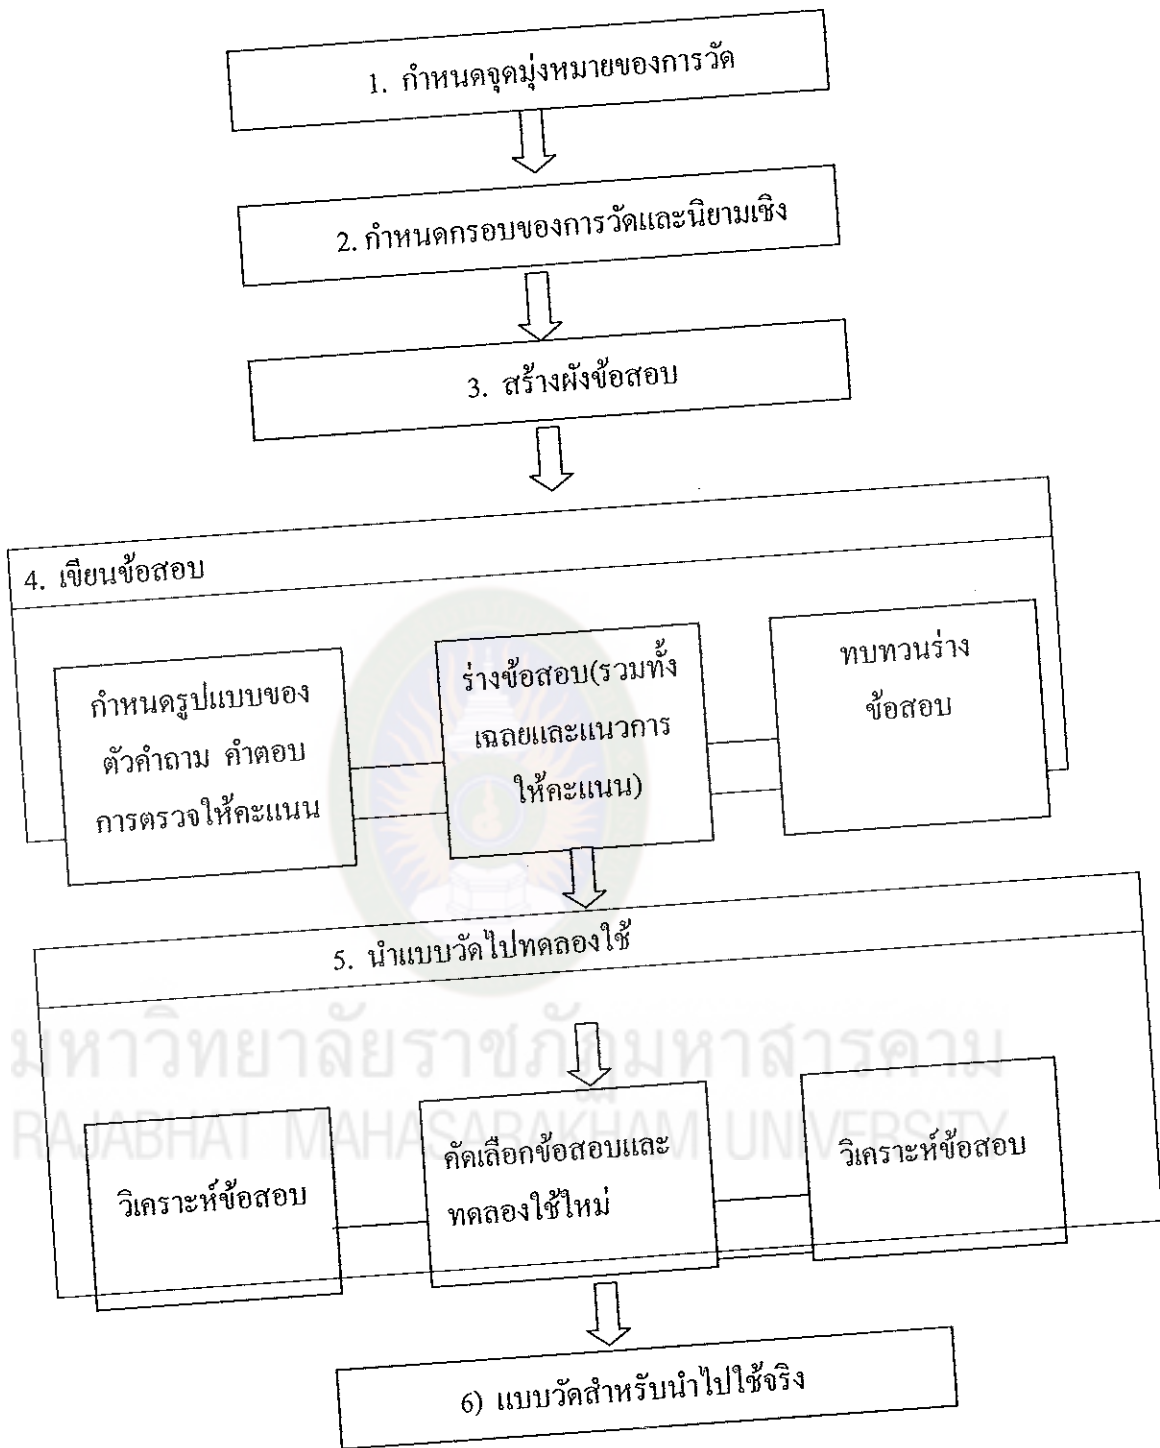 1. กำหนดจุดมุ่งหมายของการวัด
2. กำหนดกรอบของการวัดและนิยามเชิง
3. สร้างผังข้อสอบ
4. เขียนข้อสอบ
กำหนดรูปแบบของ
ตัวคำถาม คำตอบ
การตรวจให้คะแนน
ร่างข้อสอบ(รวมทั้ง
เฉลยและแนวการ
ให้คะแนน)
ทบทวนร่าง
ข้อสอบ
5. นำแบบวัดไปทดลองใช้
มหาวิทยาลัยราชภัฏมหาสารคาม
RAJABHAT MAHASARAKHAM UNIVERSITY
วิเคราะห์ข้อสอบ
คัดเลือกข้อสอบและ
ทดลองใช้ใหม่
วิเคราะห์ข้อสอบ
6) แบบวัดสำหรับนำไปใช้จริง